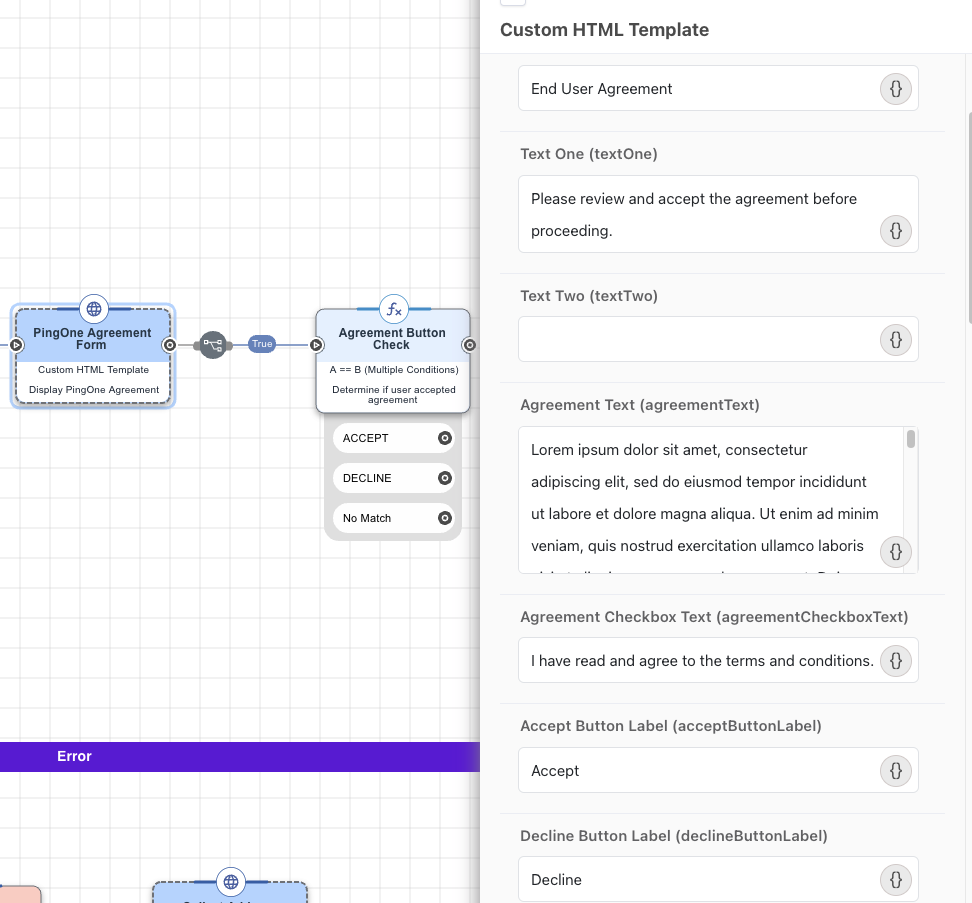 Custom HTML Template
End User Agreement
{}
Text One (textOne)
Please review and accept the agreement before
proceeding.
{}
Text Two (textTwo)
{}
Agreement Text (agreementText)
Lorem ipsum dolor sit amet, consectetur
adipiscing elit, sed do eiusmod tempor incididunt
ut labore et dolore magna aliqua. Ut enim ad minim
veniam, quis nostrud exercitation ullamco laboris
{}
Agreement Checkbox Text (agreementCheckboxText)
I have read and agree to the terms and conditions.
{}
Accept Button Label (acceptButtonLabel)
Accept
{}
Decline Button Label (declineButtonLabel)
Decline
{}
PingOne Agreement
Form
Custom HTML Template
Display PingOne Agreement
True
fx
Agreement Button
Check
A == B (Multiple Conditions)
Determine if user accepted
agreement
ACCEPT
DECLINE
No Match
Error